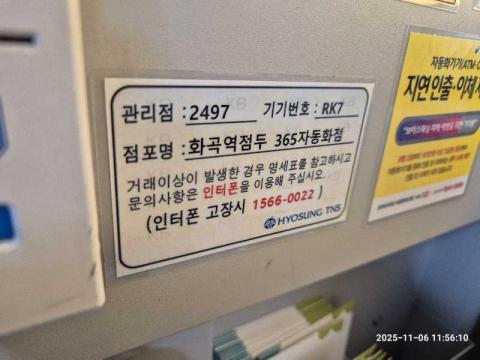 관리점 : 2497 기기번호 : RK7
점포명 : 화곡역점두 365자동화점
거래이상이 발생한 경우 명세표를 참고하시고
문의사항은 인터폰을 이용해 주십시오.
(인터폰 고장시 1566-0022 )
HYOSUNG TNS
자동화기기(ATM·C
지연인출·이체
2025-11-06 11:56:10